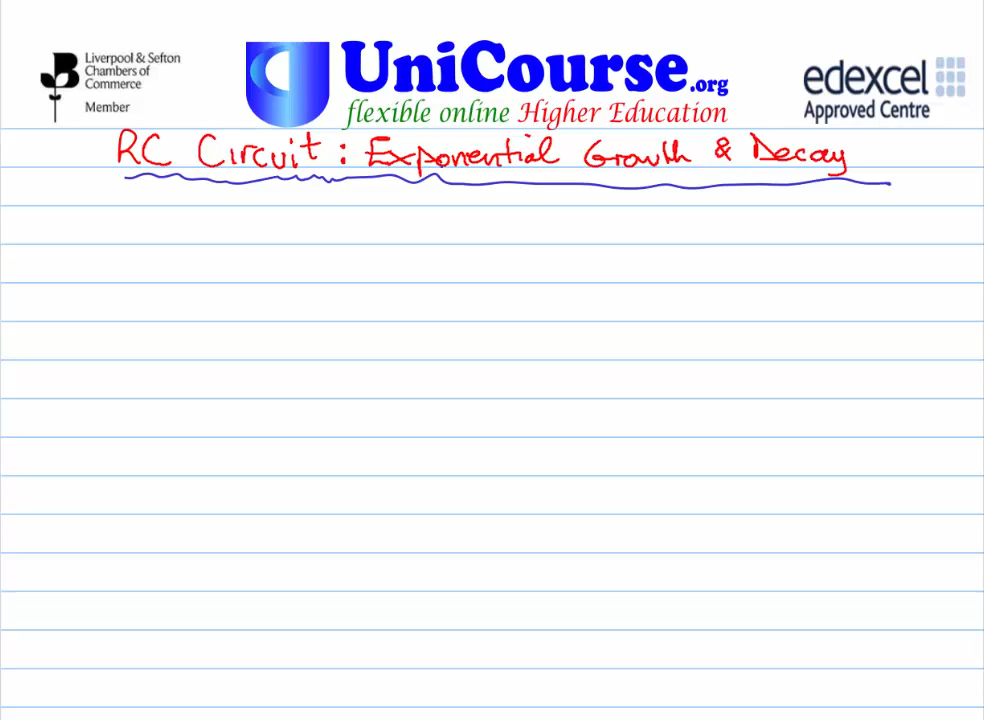 Liverpool & Sefton
Chambers of
Commerce
Member
UniCourse.org
flexible online Higher Education
edexcel
Approved Centre
RC Circuit : Exponential Growth & Decay